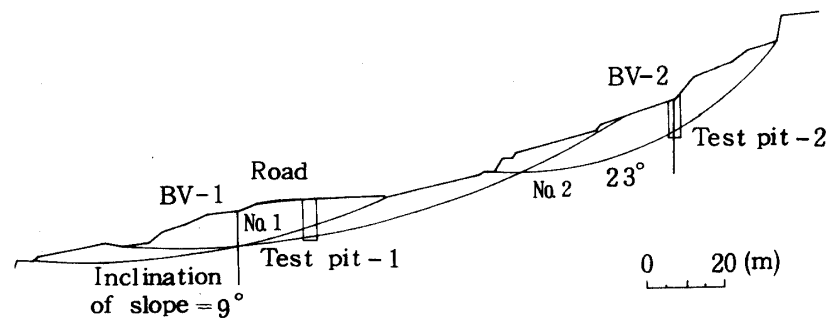 BV-2
Test pit-2
23°
No.2
Road
BV-1
No.1
Test pit-1
Inclination
of slope=9°
0 20 (m)